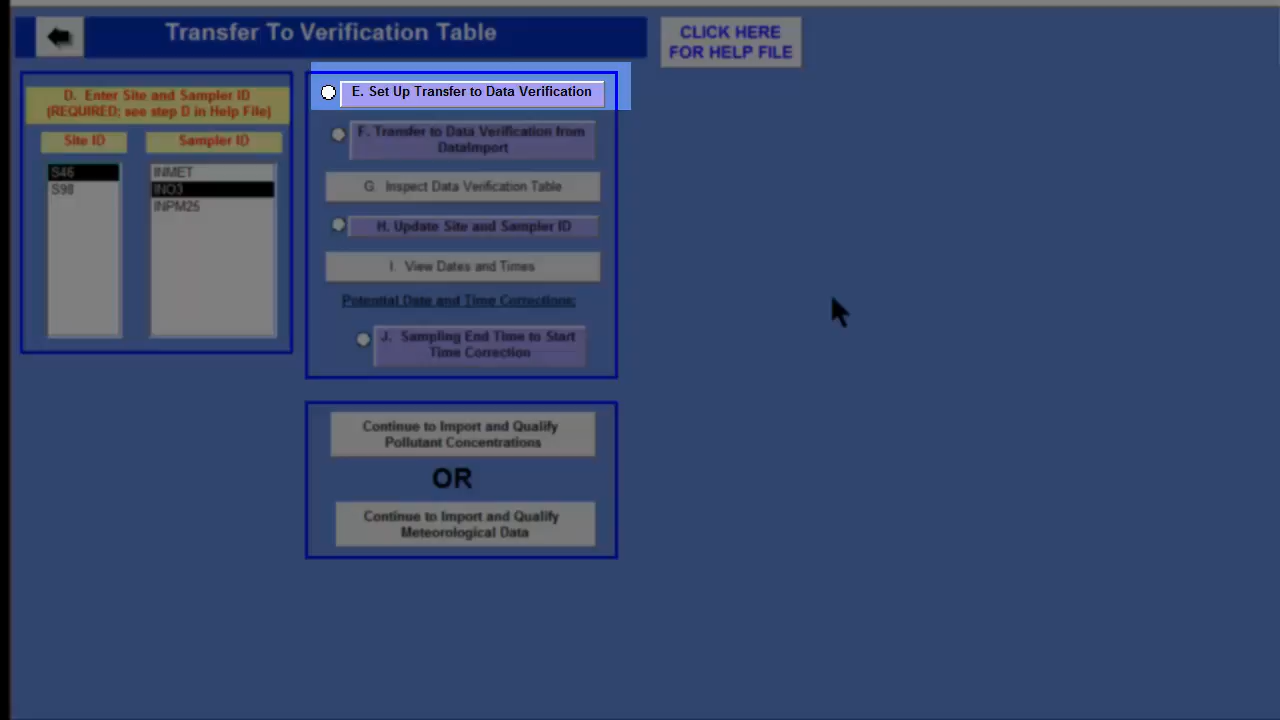 Transfer To Verification Table
CLICK HERE
FOR HELP FILE
D. Enter Site and Sampler ID
(REQUIRED; see step D in Help File)
Site ID
Sampler ID
S46
S98
INMET
INO3
INPM25
E. Set Up Transfer to Data Verification
F. Transfer to Data Verification from
DataImport
G. Inspect Data Verification Table
H. Update Site and Sampler ID
I. View Dates and Times
Potential Date and Time Corrections:
J. Sampling End Time to Start
Time Correction
Continue to Import and Qualify
Pollutant Concentrations
OR
Continue to Import and Qualify
Meteorological Data